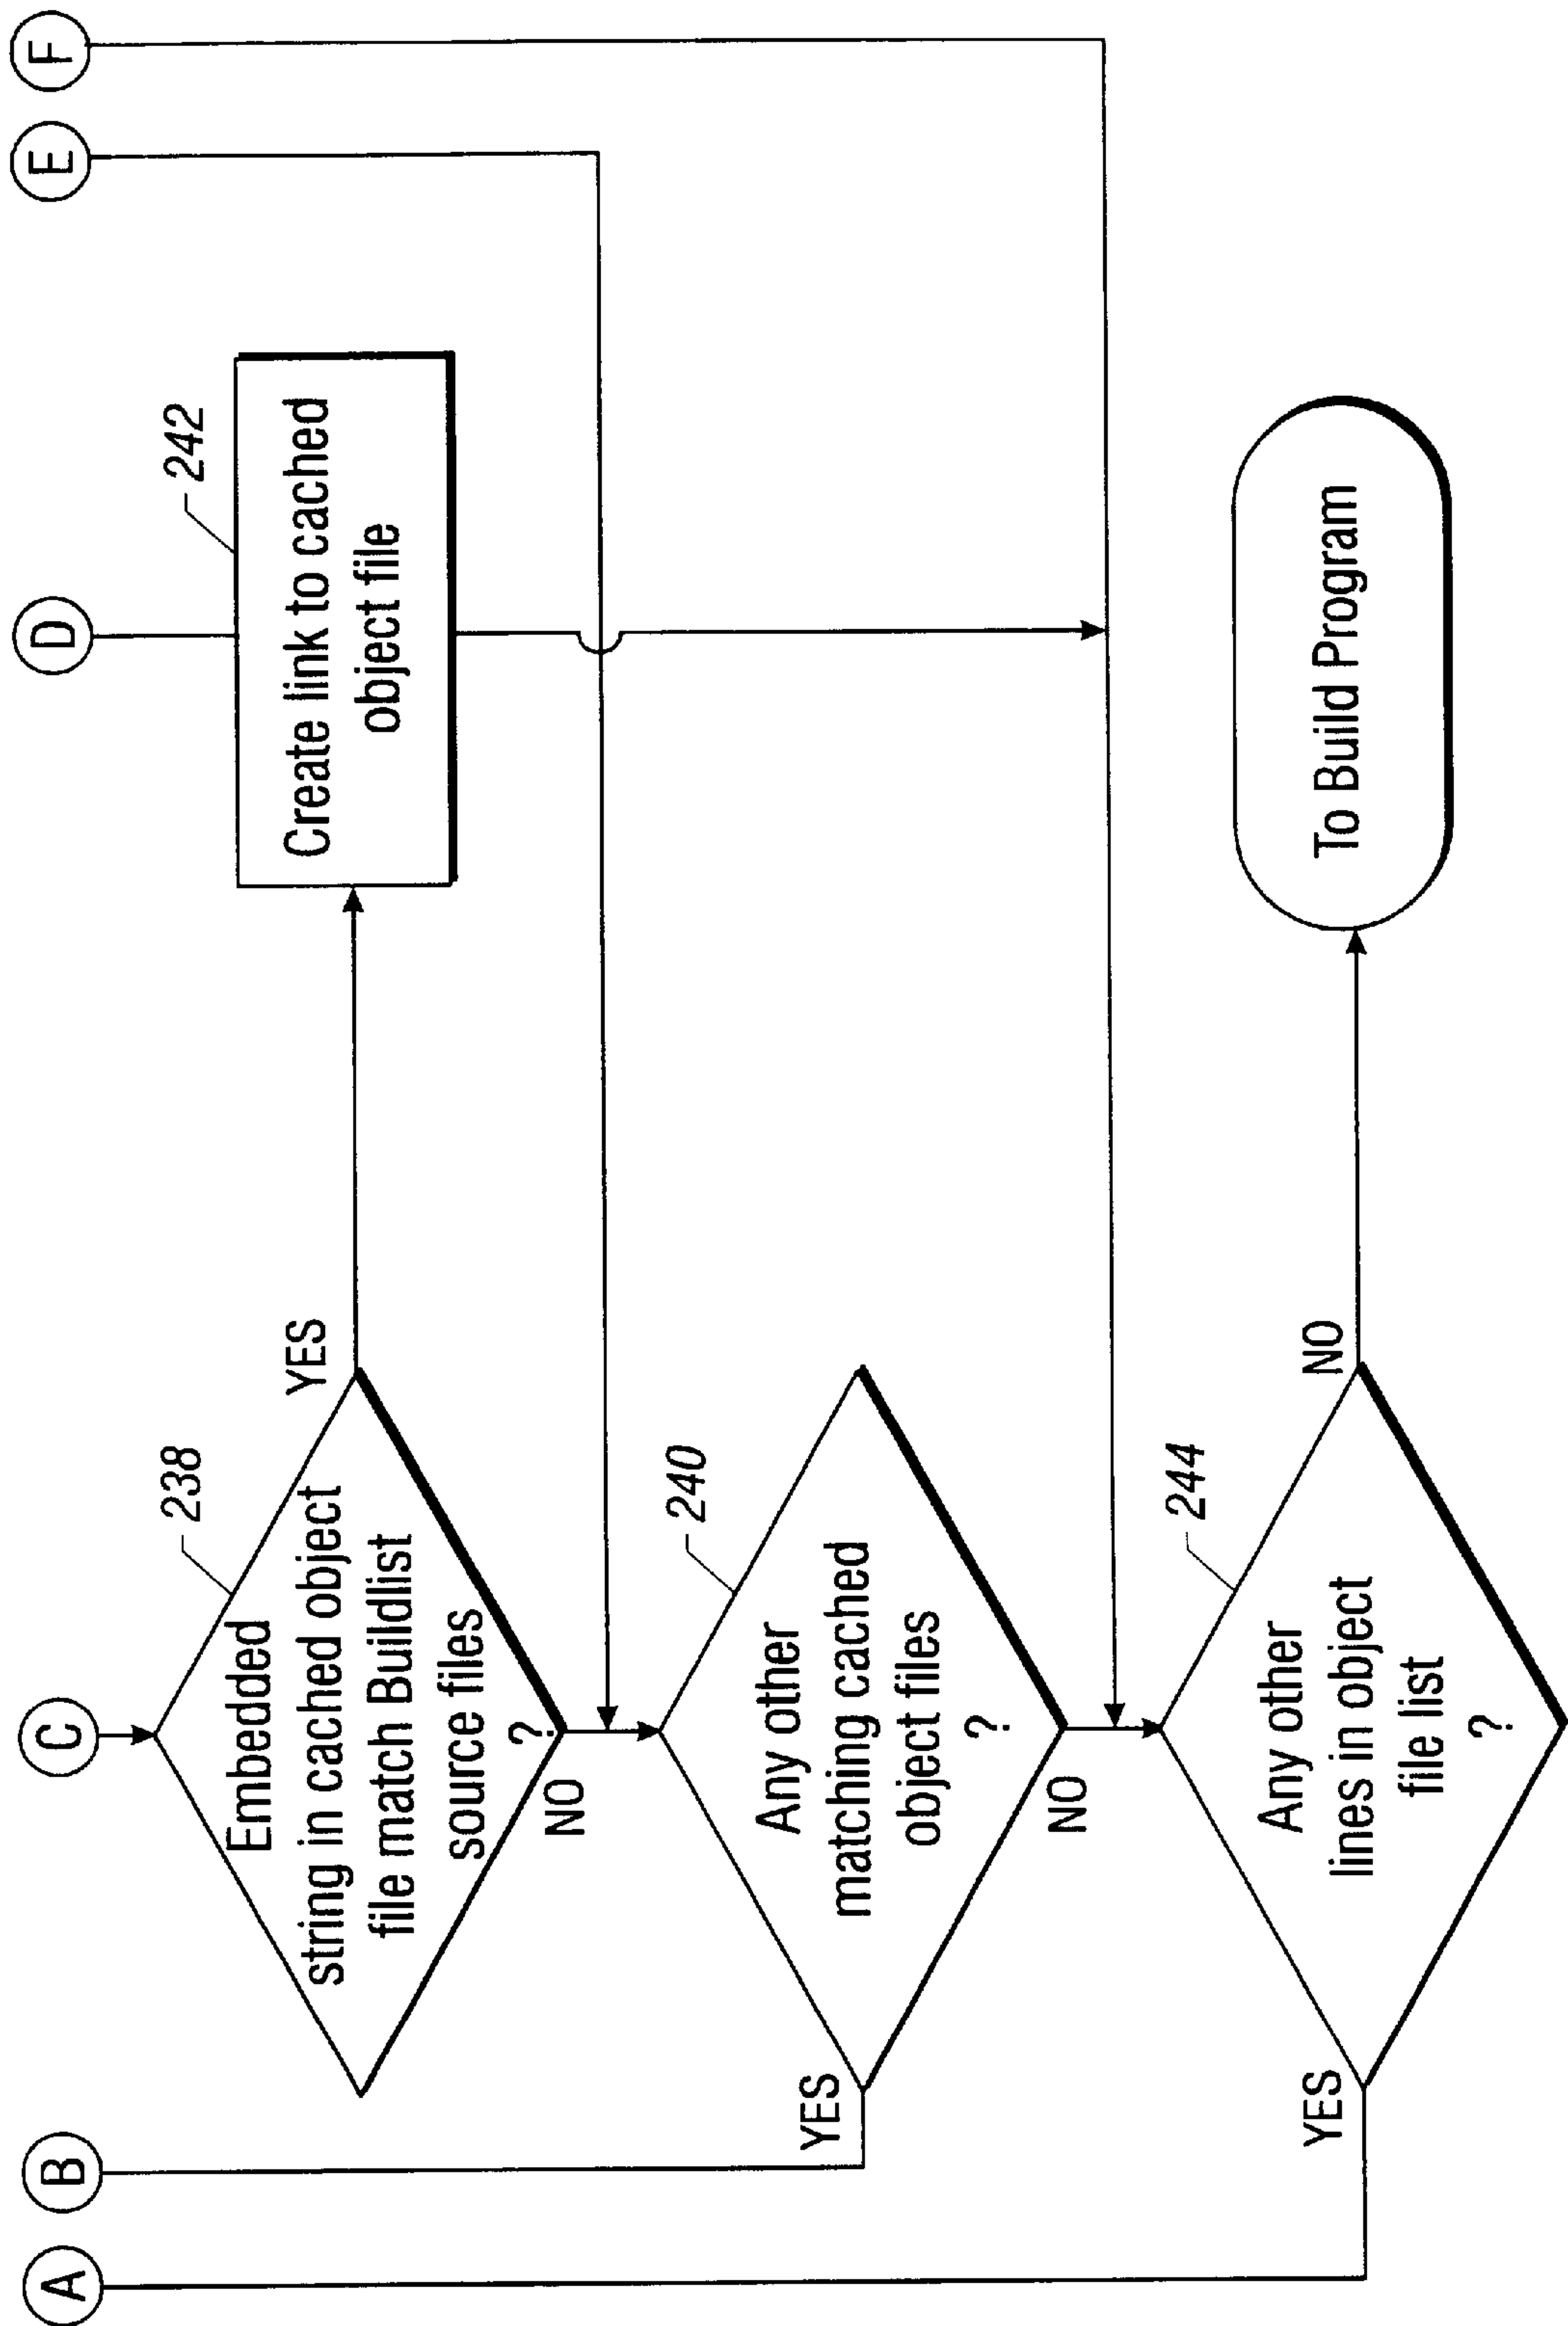 A
B
C
D
E
F
238
Embedded
string in cached object
file match Buildlist
source files
?
YES
NO
242
Create link to cached
object file
240
Any other
matching cached
object files
?
YES
NO
244
Any other
lines in object
file list
?
YES
NO
To Build Program